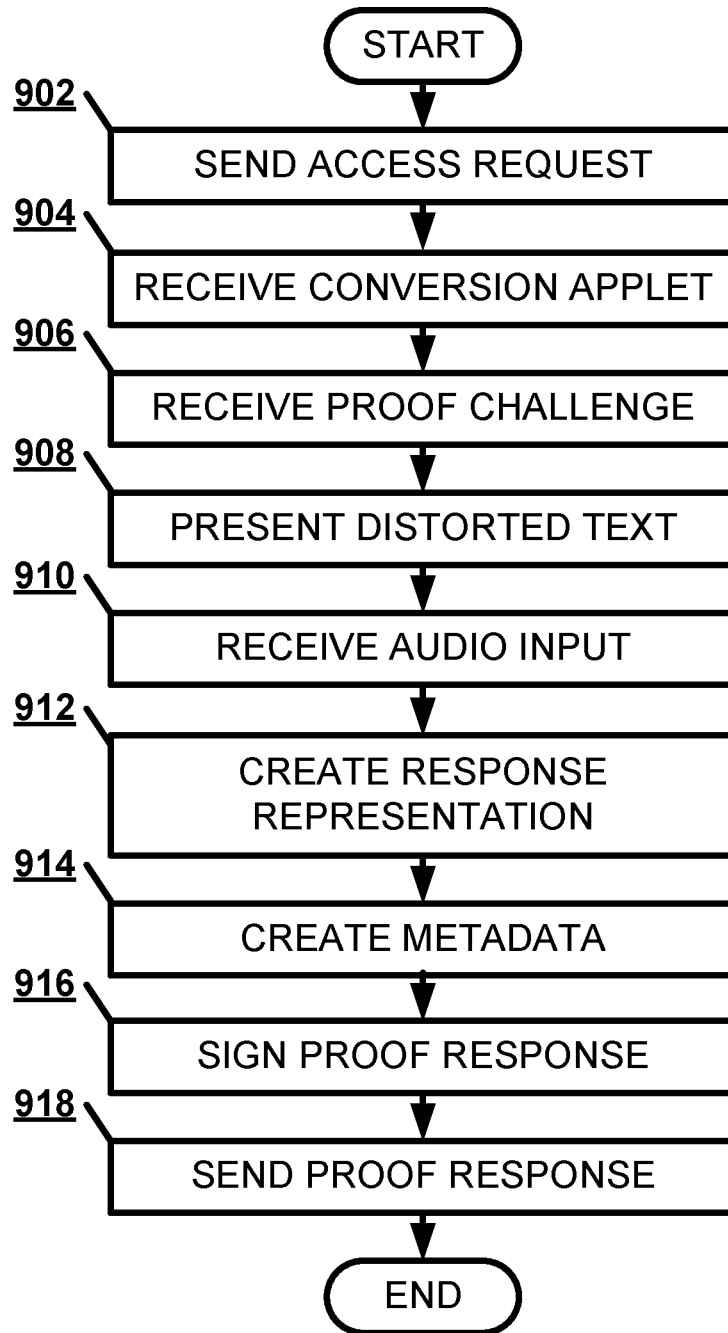 START
902
SEND ACCESS REQUEST
904
RECEIVE CONVERSION APPLET
906
RECEIVE PROOF CHALLENGE
908
PRESENT DISTORTED TEXT
910
RECEIVE AUDIO INPUT
912
CREATE RESPONSE
REPRESENTATION
914
CREATE METADATA
916
SIGN PROOF RESPONSE
918
SEND PROOF RESPONSE
END